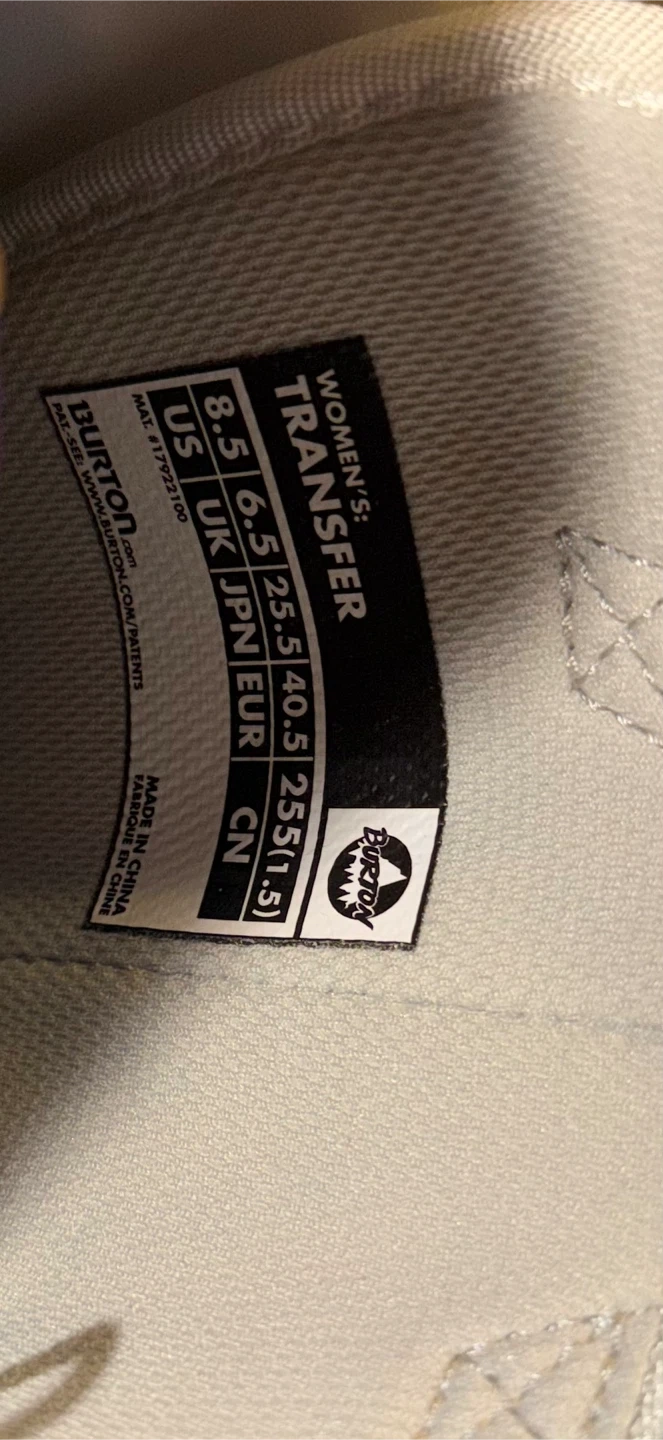 WOMEN'S:
TRANSFER
BURTON
8.5 6.5 25.5 40.5 255(1.5)
US UK JPN EUR CN
MAT. #17922100
BURTON.com
PAT.-SEE: WWW.BURTON.COM/PATENTS
MADE IN CHINA
FABRIQUE EN CHINE